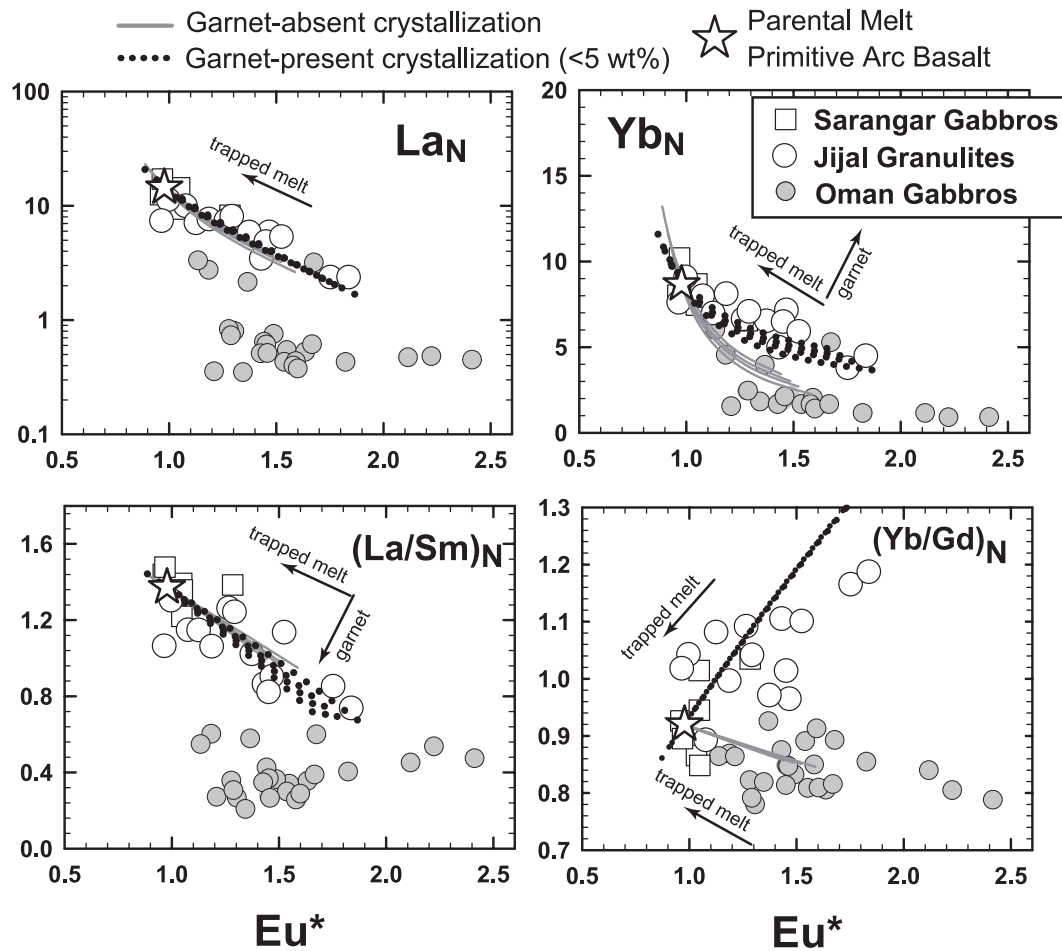 Garnet-absent crystallization
Garnet-present crystallization (<5 wt%)
Parental Melt
Primitive Arc Basalt
100
10
1
0.1
0.5 1.0 1.5 2.0 2.5
La_N
trapped melt
20
15
10
5
0
0.5 1.0 1.5 2.0 2.5
Yb_N
Sarangar Gabbros
Jijal Granulites
Oman Gabbros
trapped melt
garnet
1.6
1.2
0.8
0.4
0.0
0.5 1.0 1.5 2.0 2.5
(La/Sm)_N
trapped melt
garnet
Eu*
1.3
1.2
1.1
1.0
0.9
0.8
0.7
0.5 1.0 1.5 2.0 2.5
(Yb/Gd)_N
trapped melt
trapped melt
Eu*